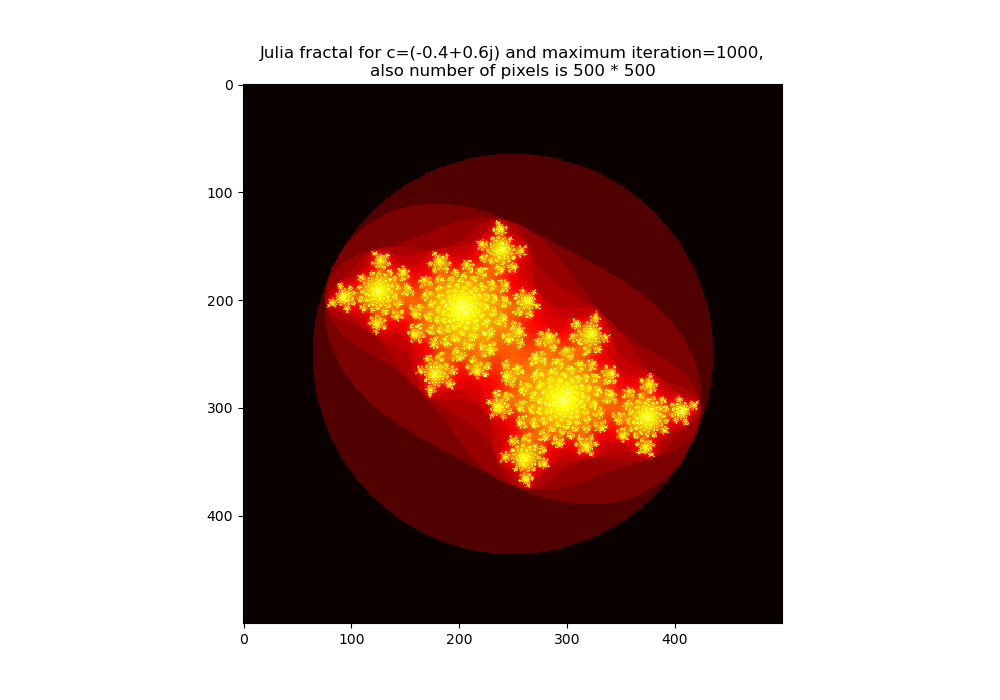 Julia fractal for c=(-0.4+0.6j) and maximum iteration=1000,
also number of pixels is 500 * 500
0
100
200
300
400
0 100 200 300 400